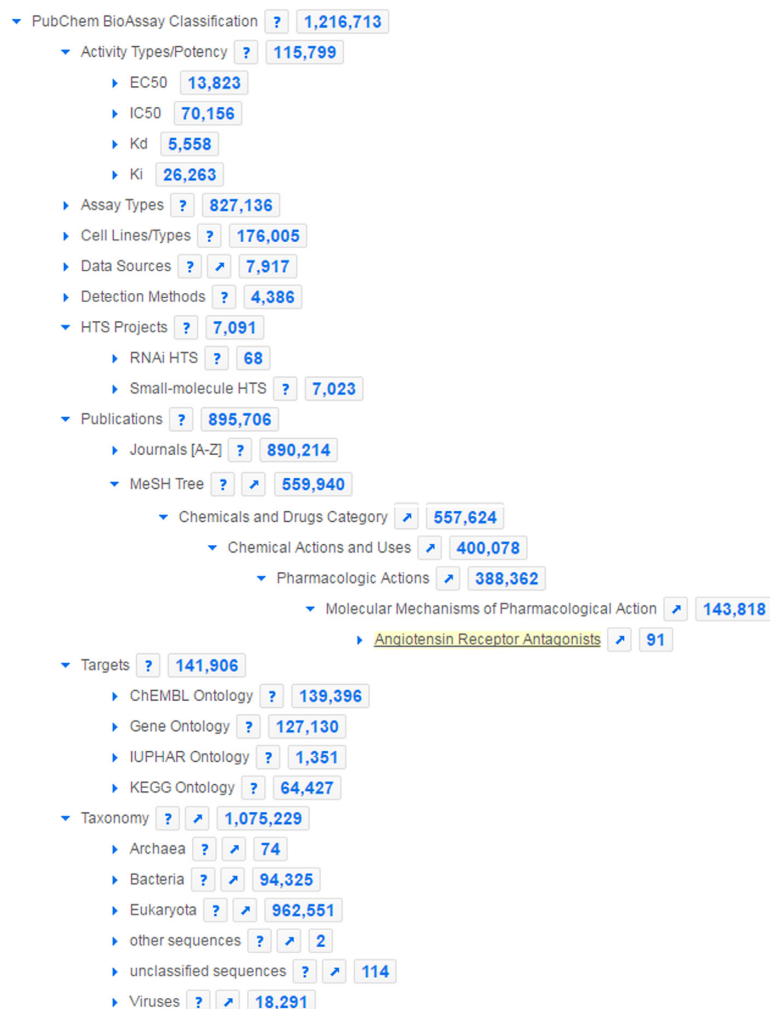 PubChem BioAssay Classification ? 1,216,713
Activity Types/Potency ? 115,799
EC50 13,823
IC50 70,156
Kd 5,558
Ki 26,263
Assay Types ? 827,136
Cell Lines/Types ? 176,005
Data Sources ? 7,917
Detection Methods ? 4,386
HTS Projects ? 7,091
RNAi HTS ? 68
Small-molecule HTS ? 7,023
Publications ? 895,706
Journals [A-Z] ? 890,214
MeSH Tree ? 559,940
Chemicals and Drugs Category 557,624
Chemical Actions and Uses 400,078
Pharmacologic Actions 388,362
Molecular Mechanisms of Pharmacological Action 143,818
Angiotensin Receptor Antagonists 91
Targets ? 141,906
ChEMBL Ontology ? 139,396
Gene Ontology ? 127,130
IUPHAR Ontology ? 1,351
KEGG Ontology ? 64,427
Taxonomy ? 1,075,229
Archaea ? 74
Bacteria ? 94,325
Eukaryota ? 962,551
other sequences ? 2
unclassified sequences ? 114
Viruses ? 18,291